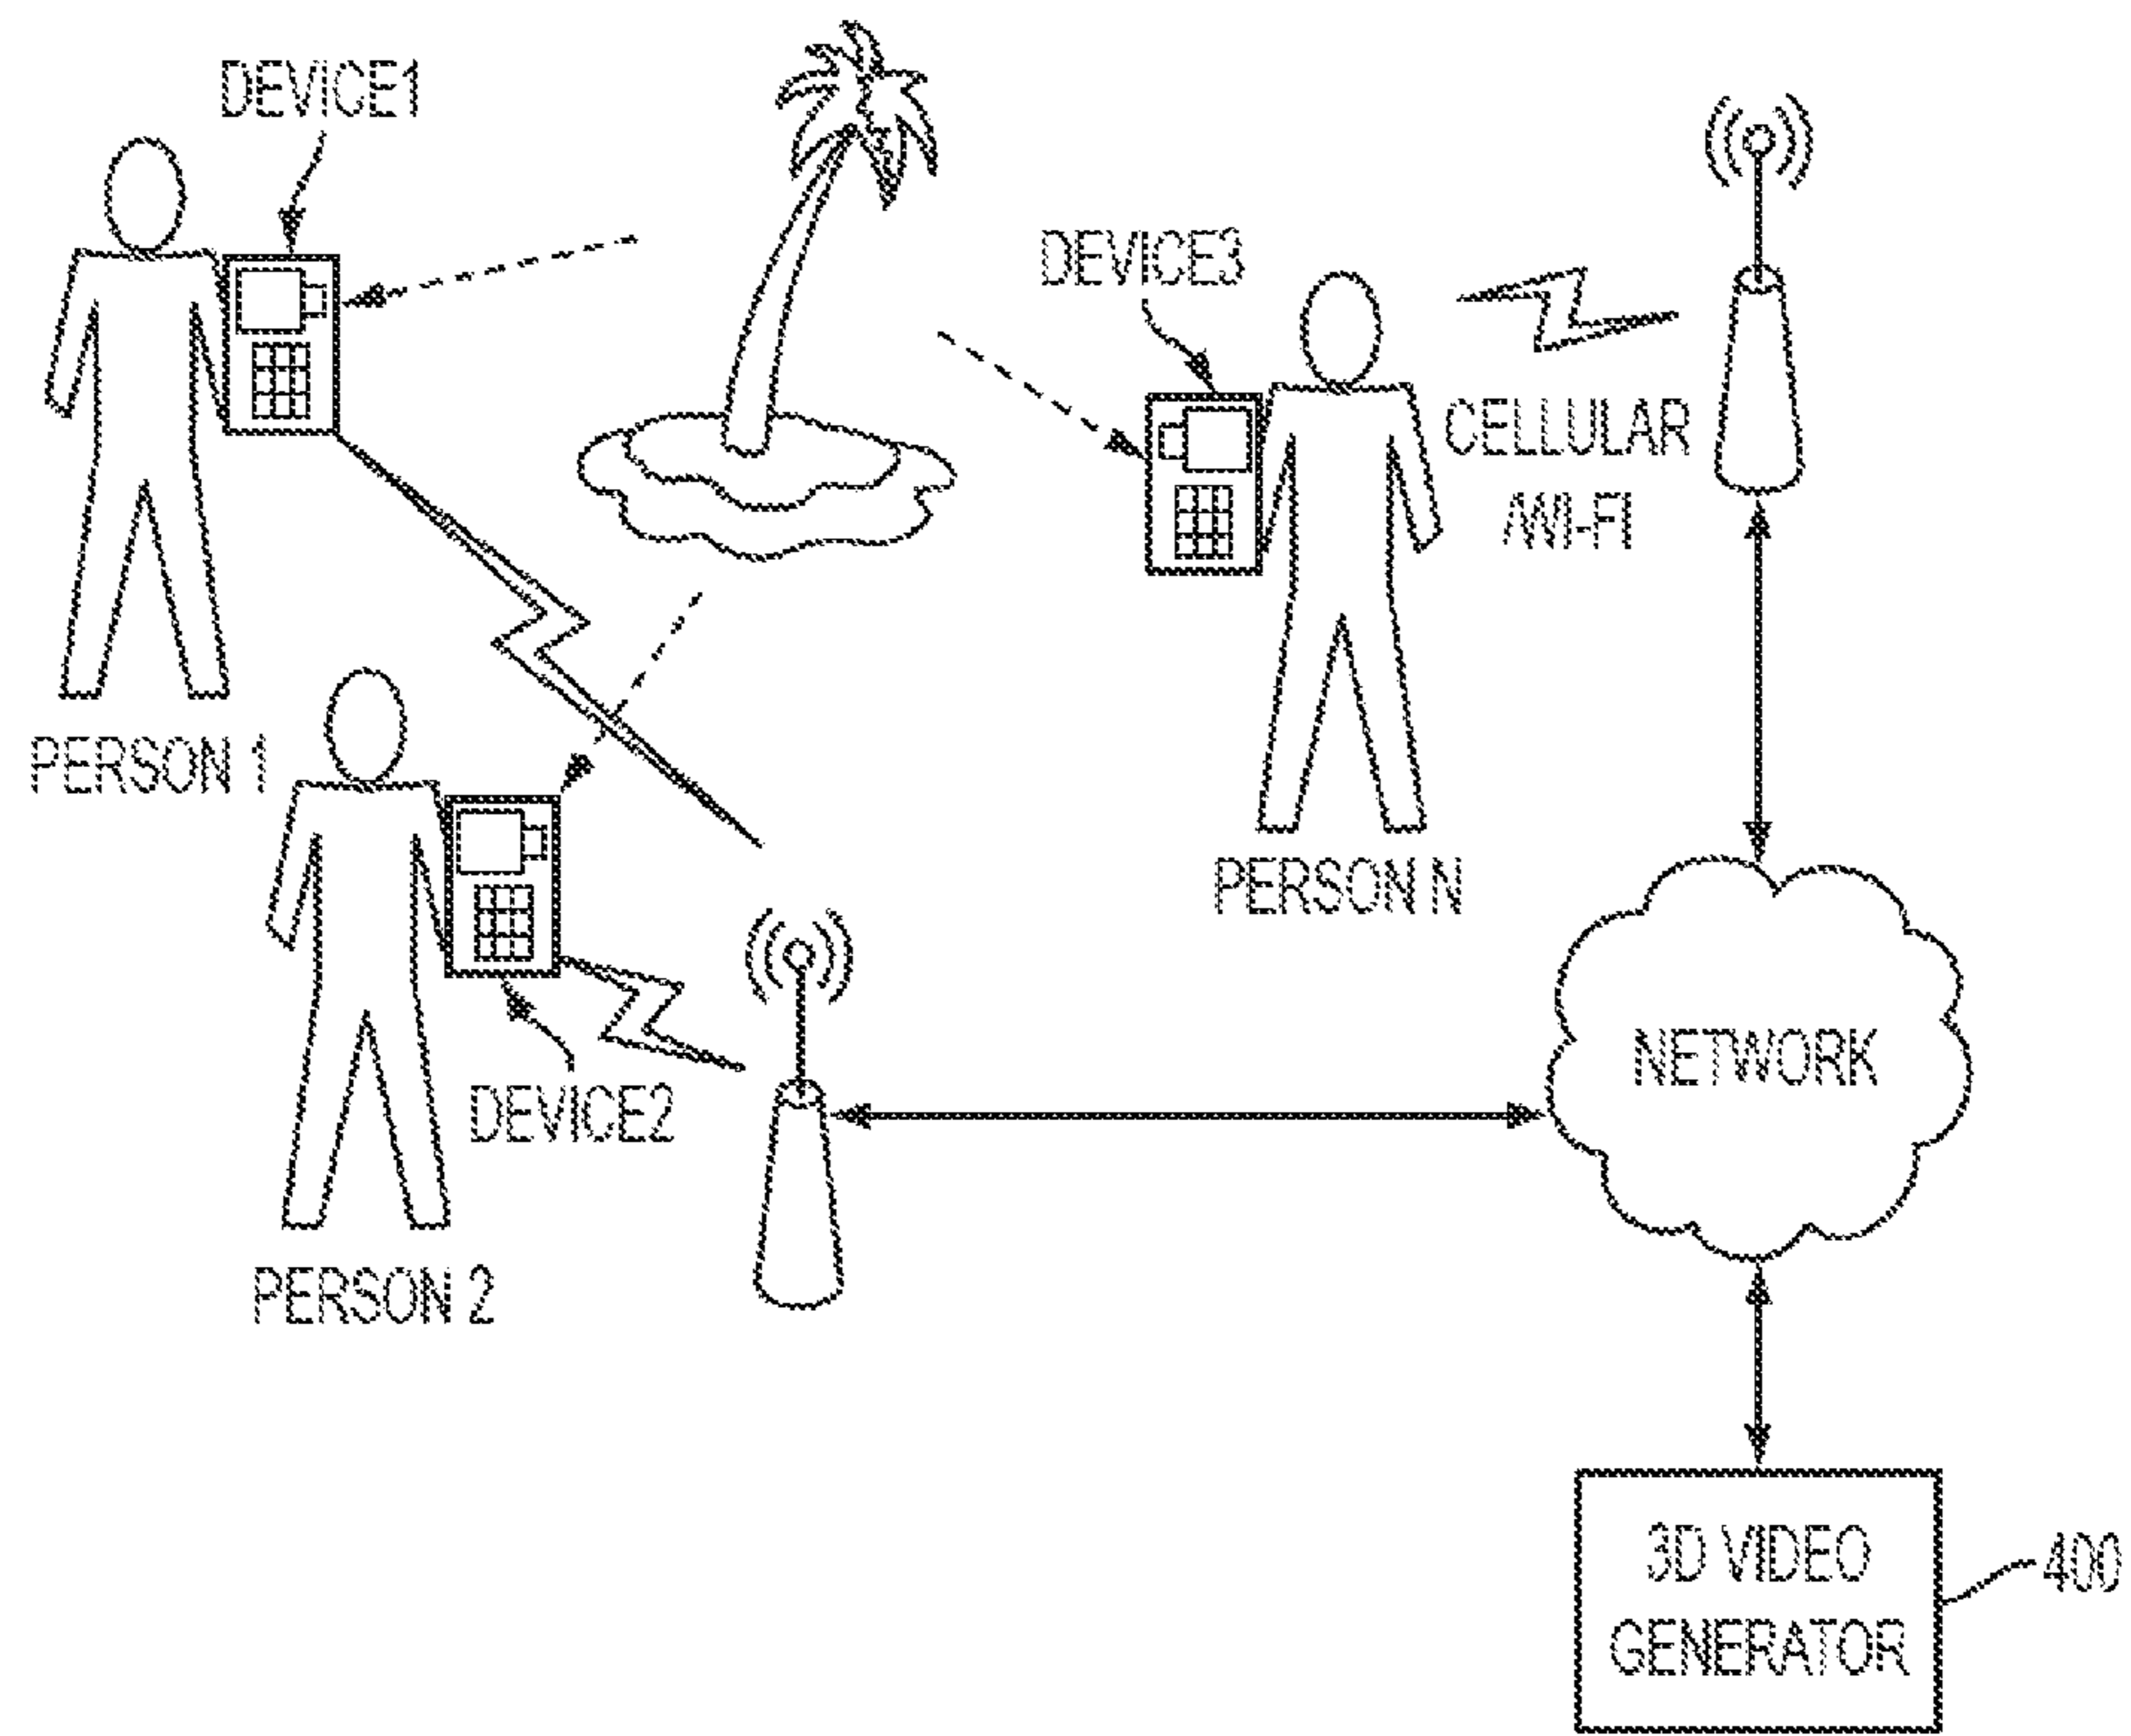 DEVICE1
DEVICE3
CELLULAR
/WI-FI
PERSON 1
PERSON N
NETWORK
DEVICE2
PERSON 2
3D VIDEO
GENERATOR
400